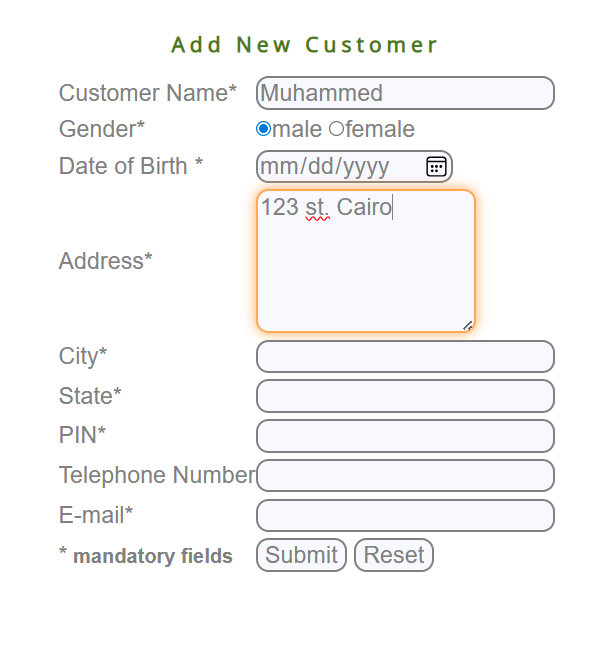 Add New Customer
Customer Name* Muhammed
Gender* male female
Date of Birth * mm/dd/yyyy
123 st. Cairo
Address*
City*
State*
PIN*
Telephone Number
E-mail*
* mandatory fields Submit Reset